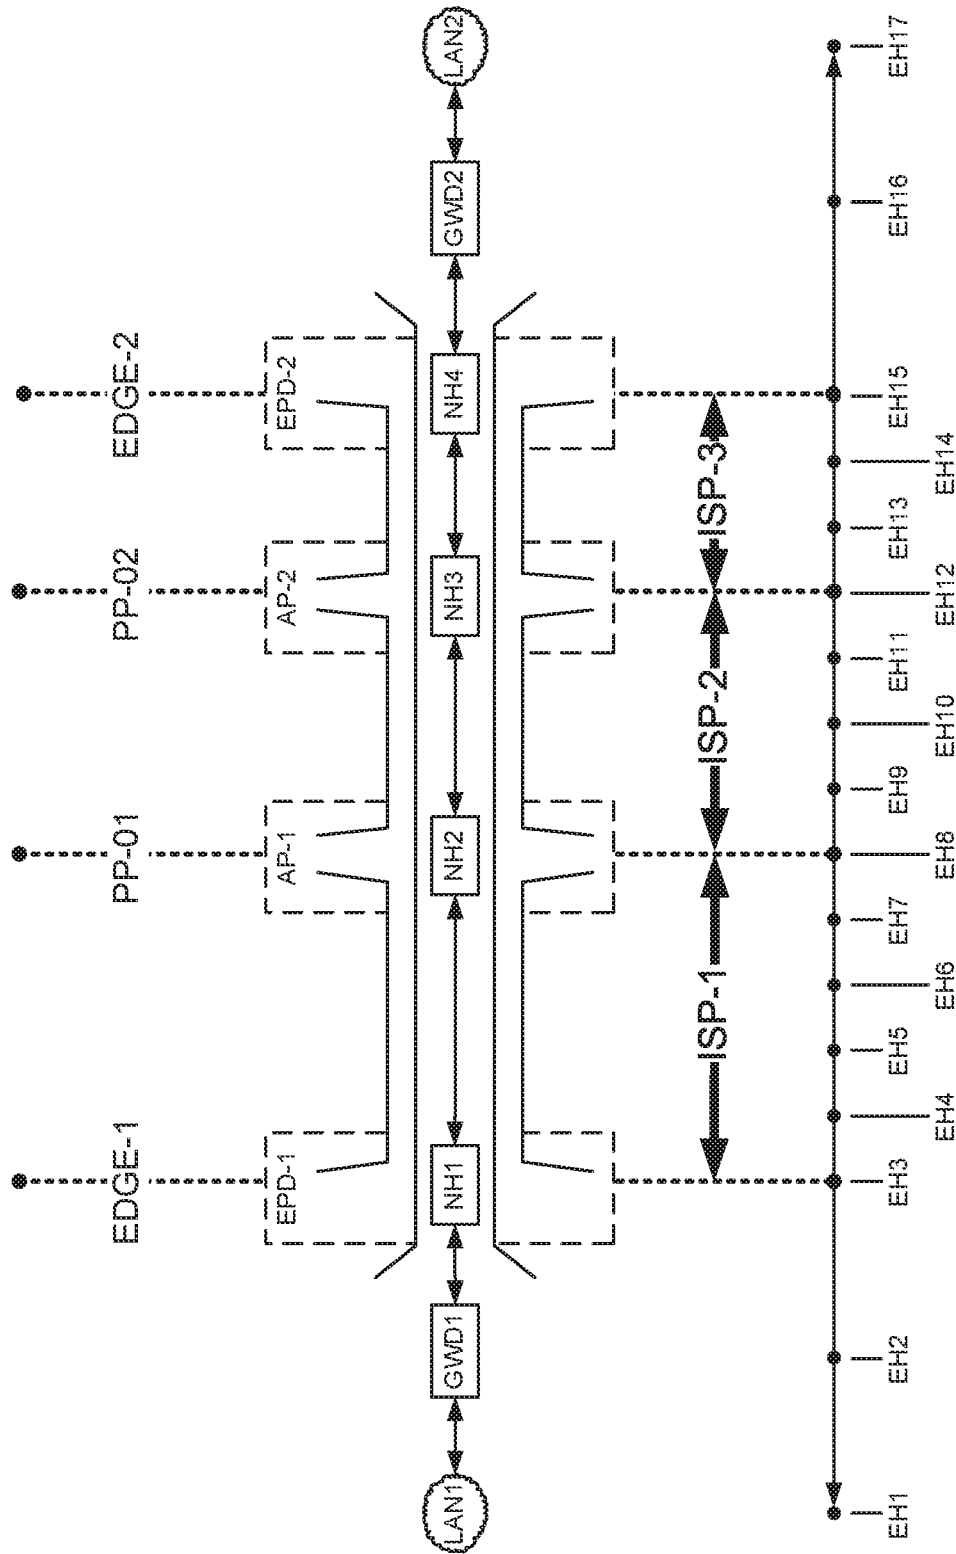 EDGE-1
PP-01
PP-02
EDGE-2
EPD-1
AP-1
AP-2
EPD-2
LAN1
GWD1
NH1
NH2
NH3
NH4
GWD2
LAN2
ISP-1
ISP-2
ISP-3
EH1
EH2
EH3
EH4
EH5
EH6
EH7
EH8
EH9
EH10
EH11
EH12
EH13
EH14
EH15
EH16
EH17